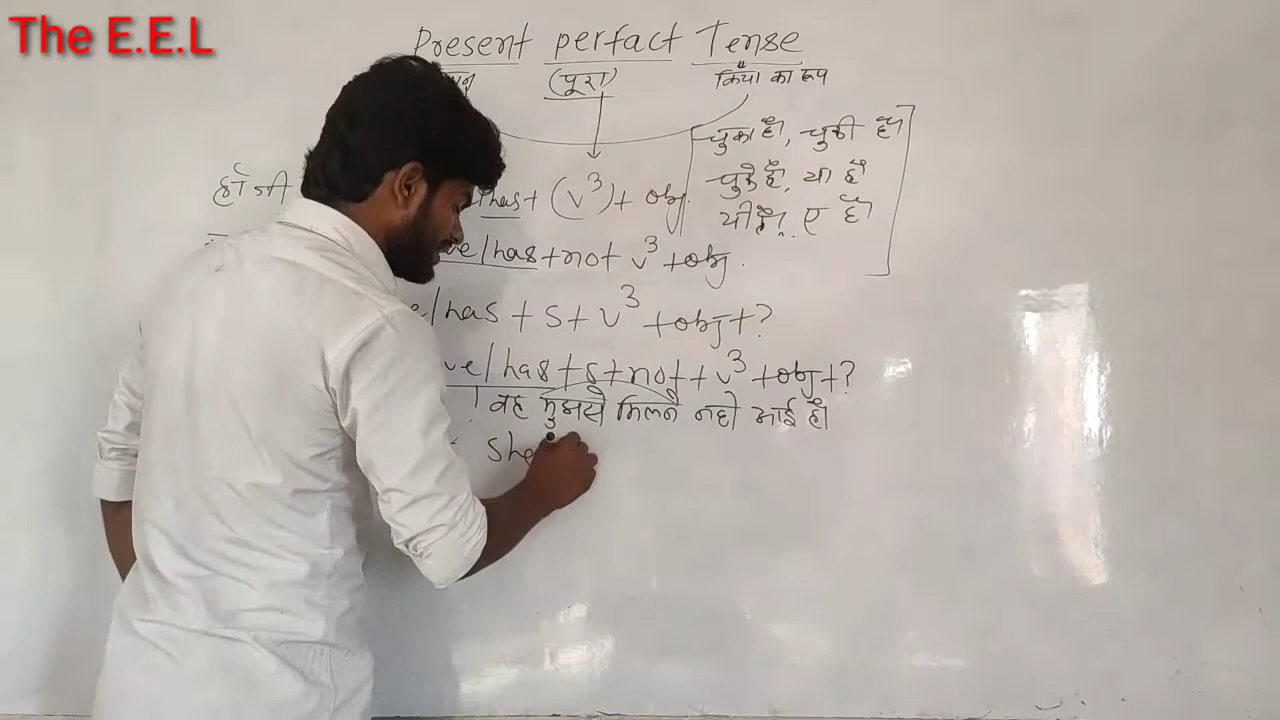 The E.E.L
Present perfact Tense
(पूरा) क्रिया का रूप
चुका है, चुकी है
चुके हैं, या है
यी है, ए है
has + (v3) + obj.
ve/has + not v3 + obj.
/has + s + v3 + obj + ?
ve/has + s + not + v3 + obj + ?
! वह मुझसे मिलने नही आई है
She